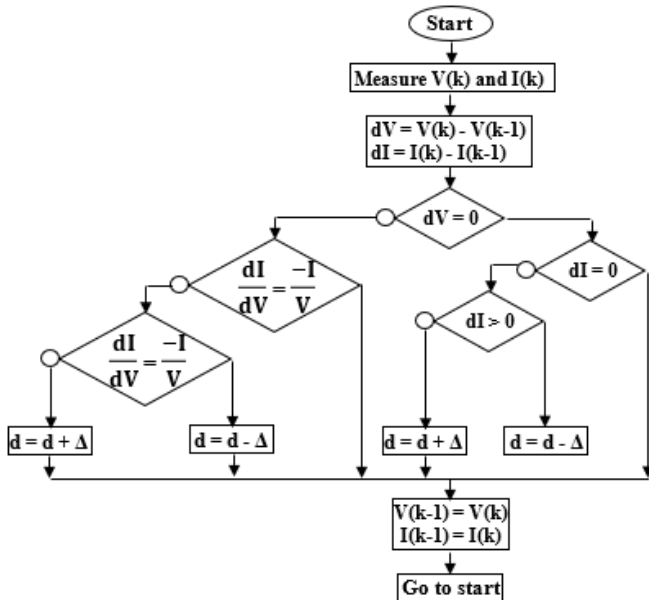 Start
Measure V(k) and I(k)
dV = V(k) - V(k-1)
dI = I(k) - I(k-1)
dV = 0
dI/dV = -I/V
dI = 0
dI > 0
dI/dV = -I/V
d = d + Δ
d = d - Δ
d = d + Δ
d = d - Δ
V(k-1) = V(k)
I(k-1) = I(k)
Go to start